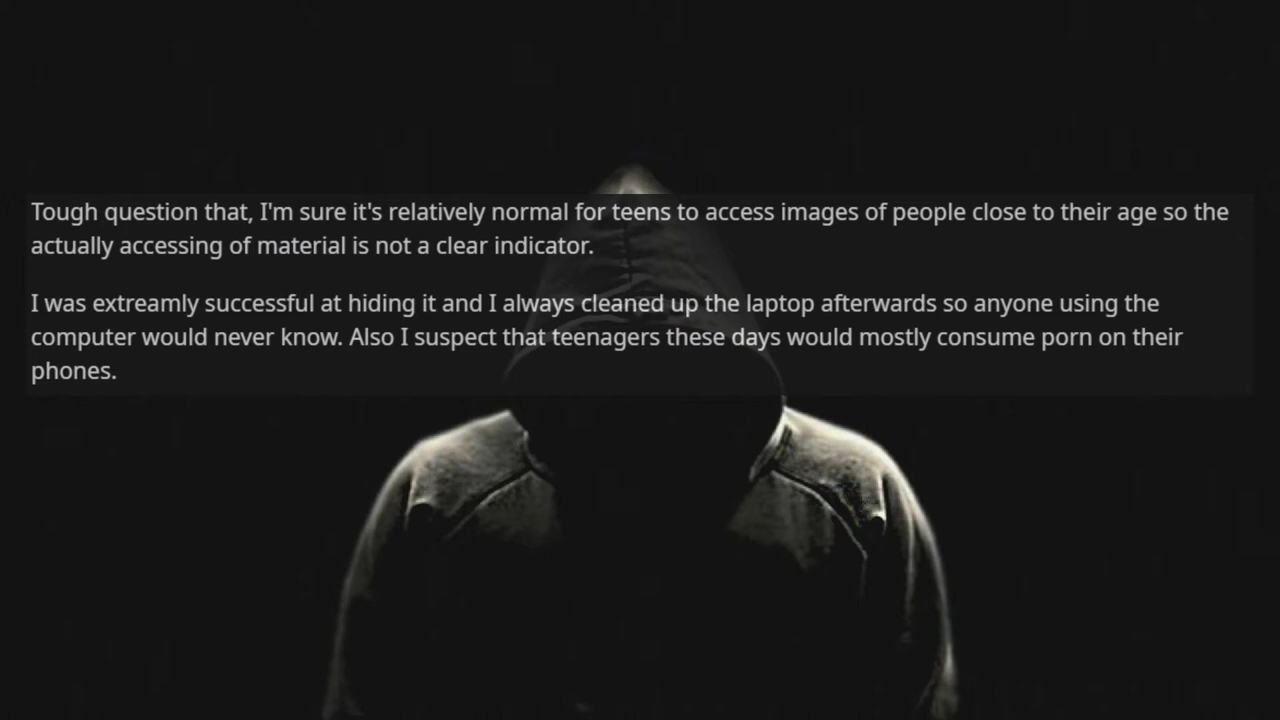 Tough question that, I'm sure it's relatively normal for teens to access images of people close to their age so the
actually accessing of material is not a clear indicator.
I was extreamly successful at hiding it and I always cleaned up the laptop afterwards so anyone using the
computer would never know. Also I suspect that teenagers these days would mostly consume porn on their
phones.